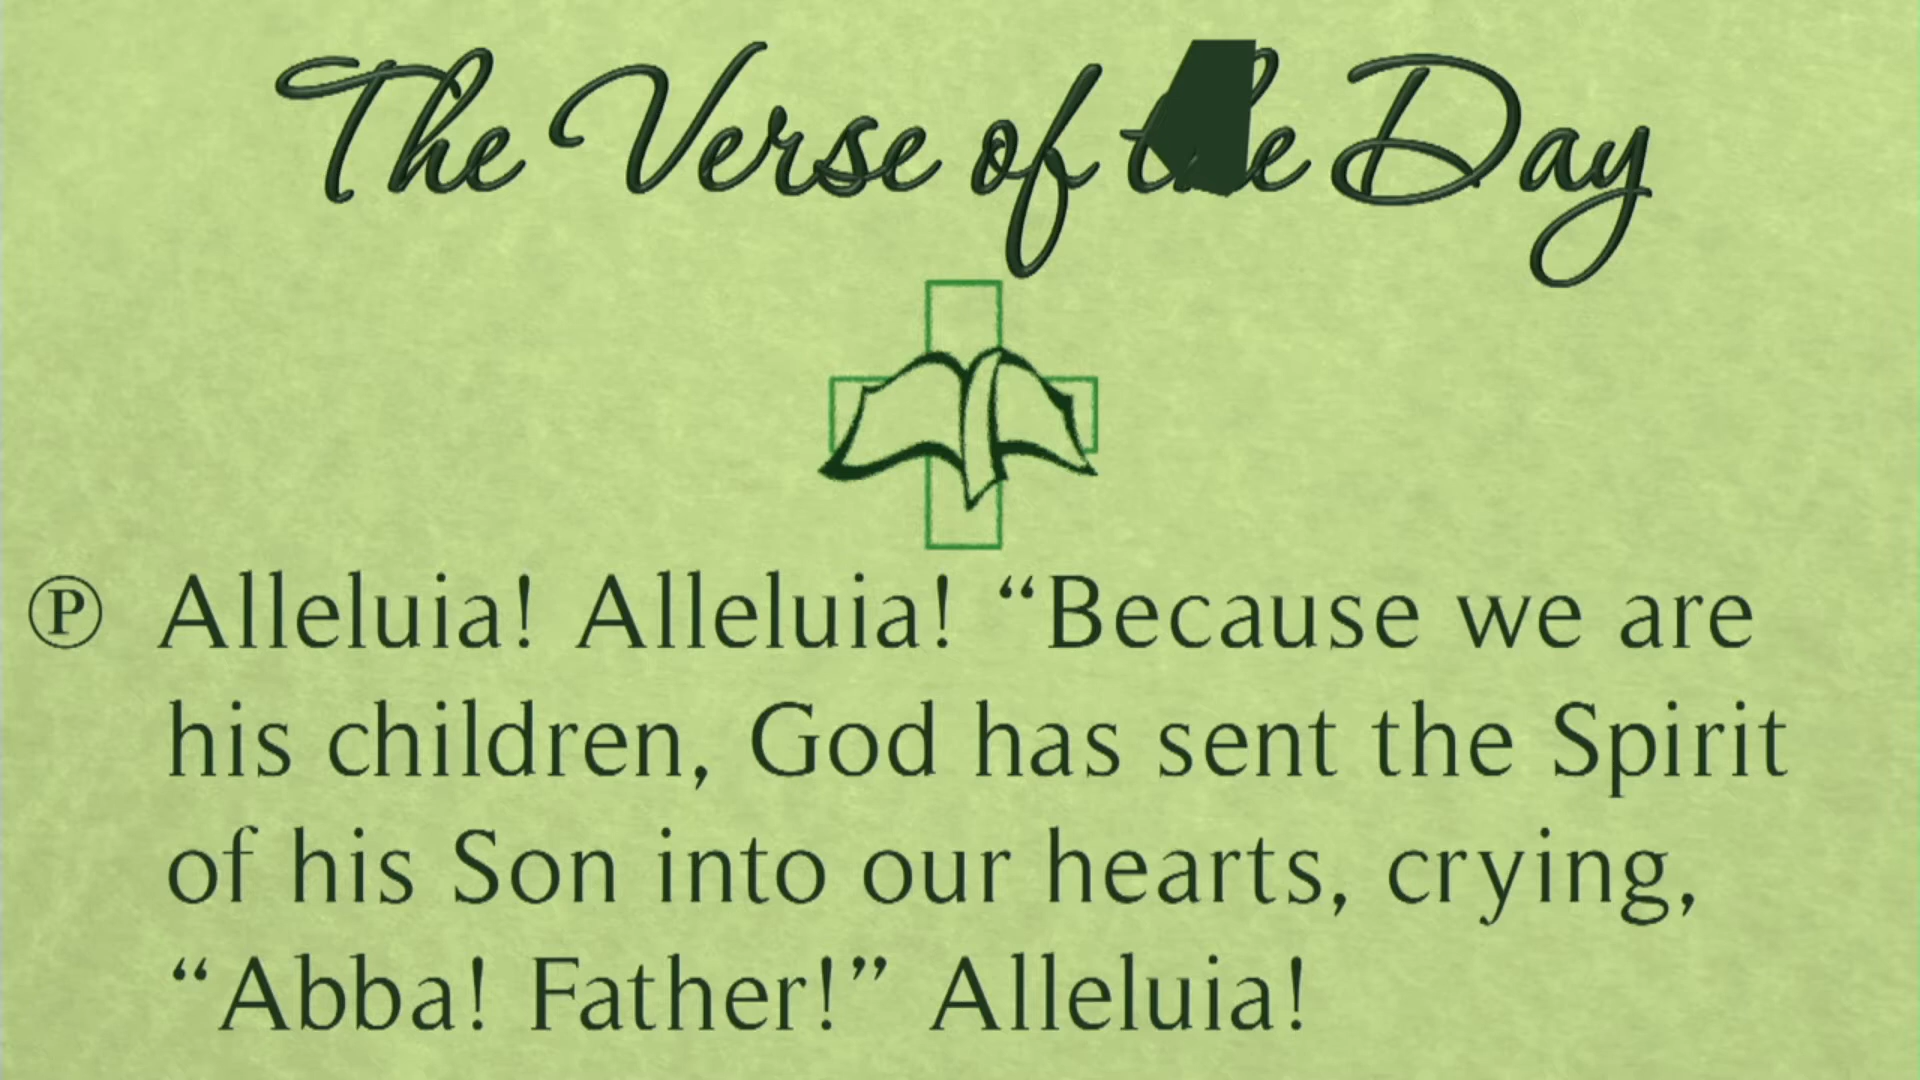 The Verse of the Day
Ⓟ Alleluia! Alleluia! “Because we are
his children, God has sent the Spirit
of his Son into our hearts, crying,
“Abba! Father!” Alleluia!